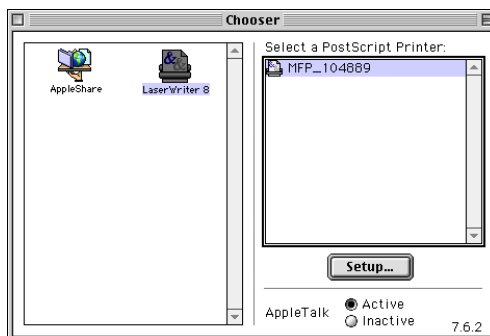 Chooser
AppleShare
LaserWriter 8
Select a PostScript Printer:
MFP_104889
Setup...
AppleTalk
Active
Inactive
7.6.2